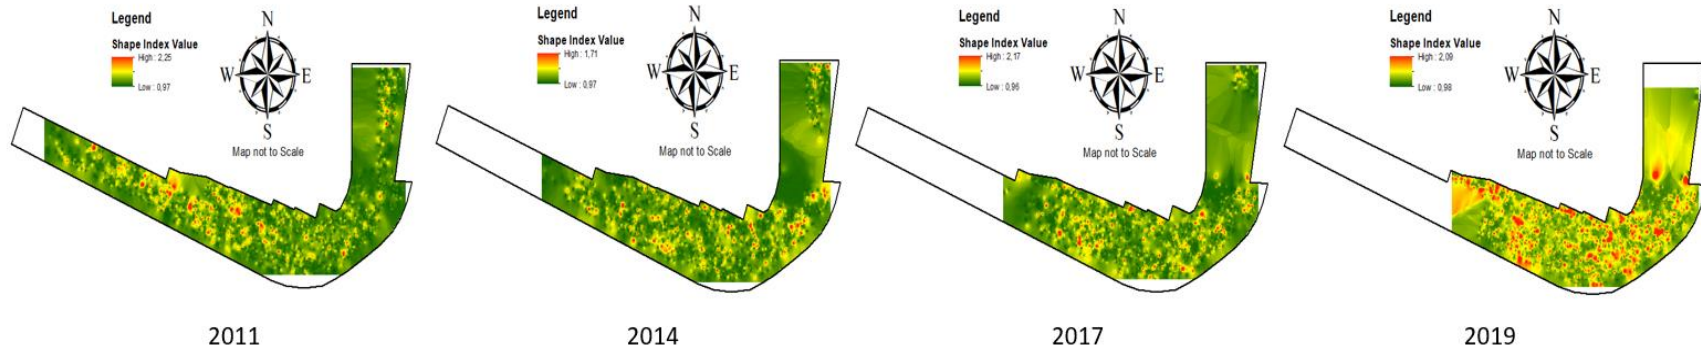 Legend
Shape Index Value
High : 2,25
Low : 0,97
N
W E
S
Map not to Scale
2011
Legend
Shape Index Value
High : 1,71
Low : 0,97
N
W E
S
Map not to Scale
2014
Legend
Shape Index Value
High : 2,17
Low : 0,96
N
W E
S
Map not to Scale
2017
Legend
Shape Index Value
High : 2,09
Low : 0,98
N
W E
S
Map not to Scale
2019